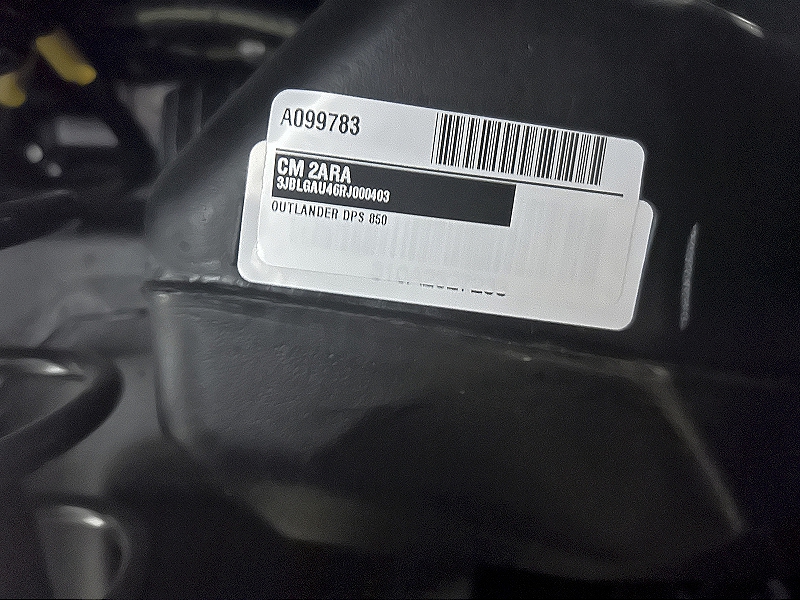 A099783
CM 2ARA
3JBLGAU46RJ000403
OUTLANDER DPS 850